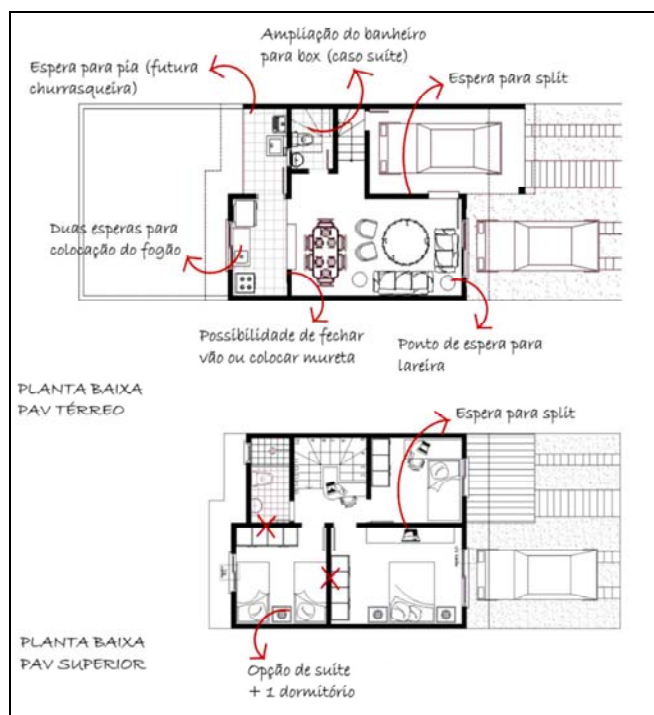 Ampliação do banheiro
para box (caso suíte)
Espera para pia (futura
churrasqueira)
Espera para split
Duas esperas para
colocação do fogão
Possibilidade de fechar
vão ou colocar mureta
Ponto de espera para
lareira
PLANTA BAIXA
PAV TÉRREO
Espera para split
PLANTA BAIXA
PAV SUPERIOR
Opção de suíte
+ 1 dormitório